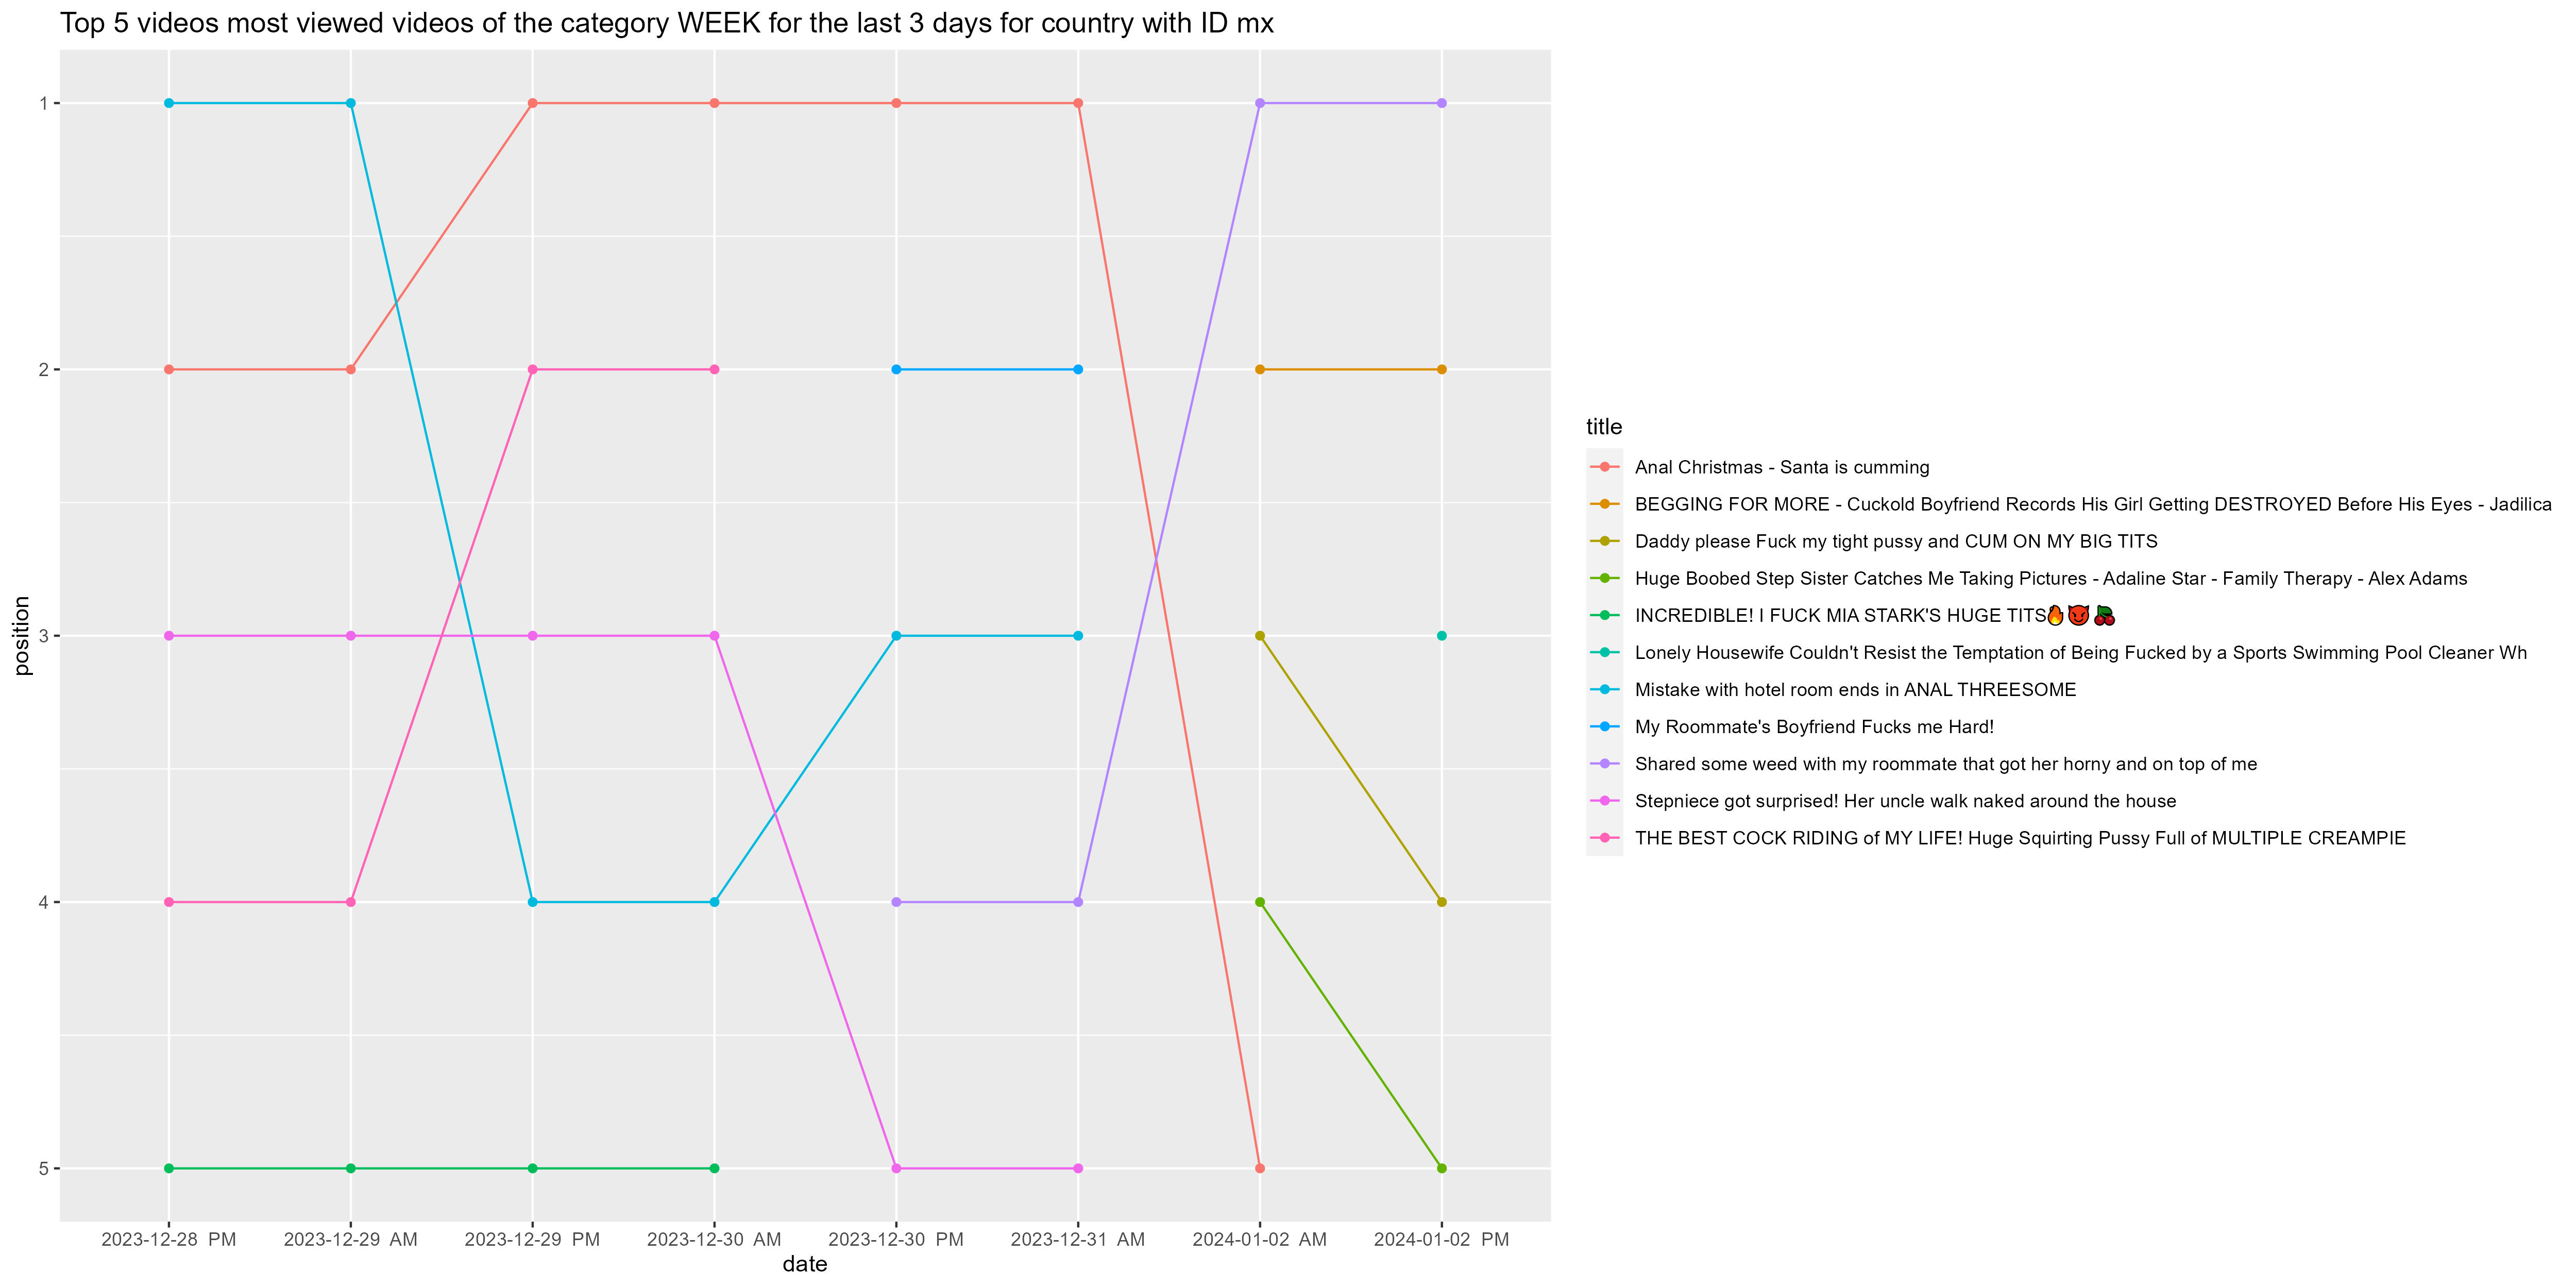 Top 5 videos most viewed videos of the category WEEK for the last 3 days for country with ID mx
position
1
2
3
4
5
2023-12-28 PM
2023-12-29 AM
2023-12-29 PM
2023-12-30 AM
2023-12-30 PM
2023-12-31 AM
2024-01-02 AM
2024-01-02 PM
date
title
Anal Christmas - Santa is cumming
BEGGING FOR MORE - Cuckold Boyfriend Records His Girl Getting DESTROYED Before His Eyes - Jadilica
Daddy please Fuck my tight pussy and CUM ON MY BIG TITS
Huge Boobed Step Sister Catches Me Taking Pictures - Adaline Star - Family Therapy - Alex Adams
INCREDIBLE! I FUCK MIA STARK'S HUGE TITS🔥😈🍒
Lonely Housewife Couldn't Resist the Temptation of Being Fucked by a Sports Swimming Pool Cleaner Wh
Mistake with hotel room ends in ANAL THREESOME
My Roommate's Boyfriend Fucks me Hard!
Shared some weed with my roommate that got her horny and on top of me
Stepniece got surprised! Her uncle walk naked around the house
THE BEST COCK RIDING of MY LIFE! Huge Squirting Pussy Full of MULTIPLE CREAMPIE